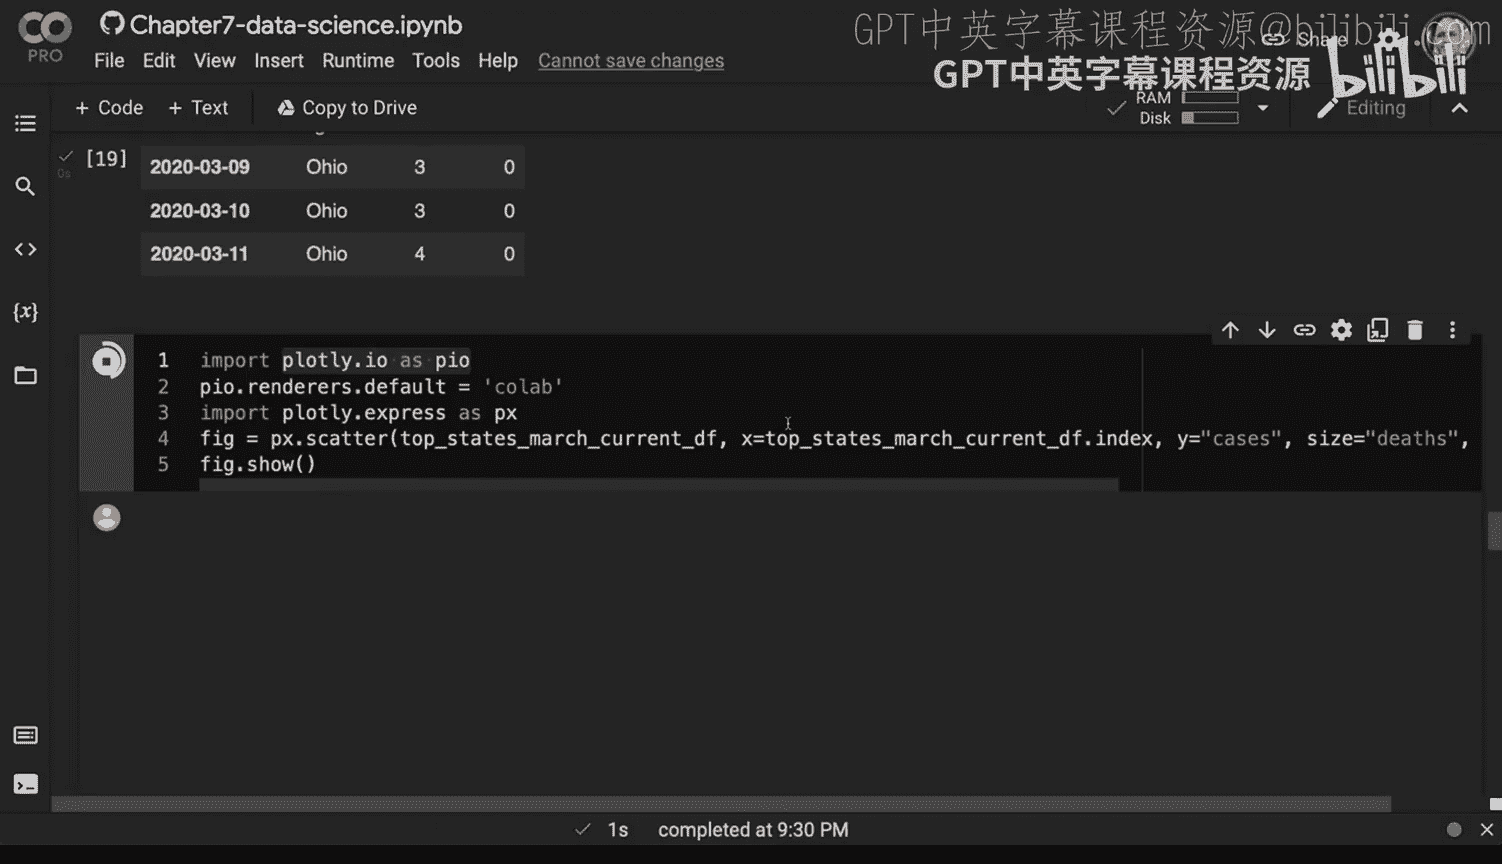 CO
PRO
Chapter7-data-science.ipynb
GPT中英字幕课程资源@bilibili.com
Share
GPT中英字幕课程资源 bilibili
File Edit View Insert Runtime Tools Help Cannot save changes
+ Code + Text Copy to Drive
RAM
Disk
Editing
[19]
0s
2020-03-09 Ohio 3 0
2020-03-10 Ohio 3 0
2020-03-11 Ohio 4 0
{x}
1 import plotly.io as pio
2 pio.renderers.default = 'colab'
3 import plotly.express as px
4 fig = px.scatter(top_states_march_current_df, x=top_states_march_current_df.index, y="cases", size="deaths",
5 fig.show()
1s completed at 9:30 PM